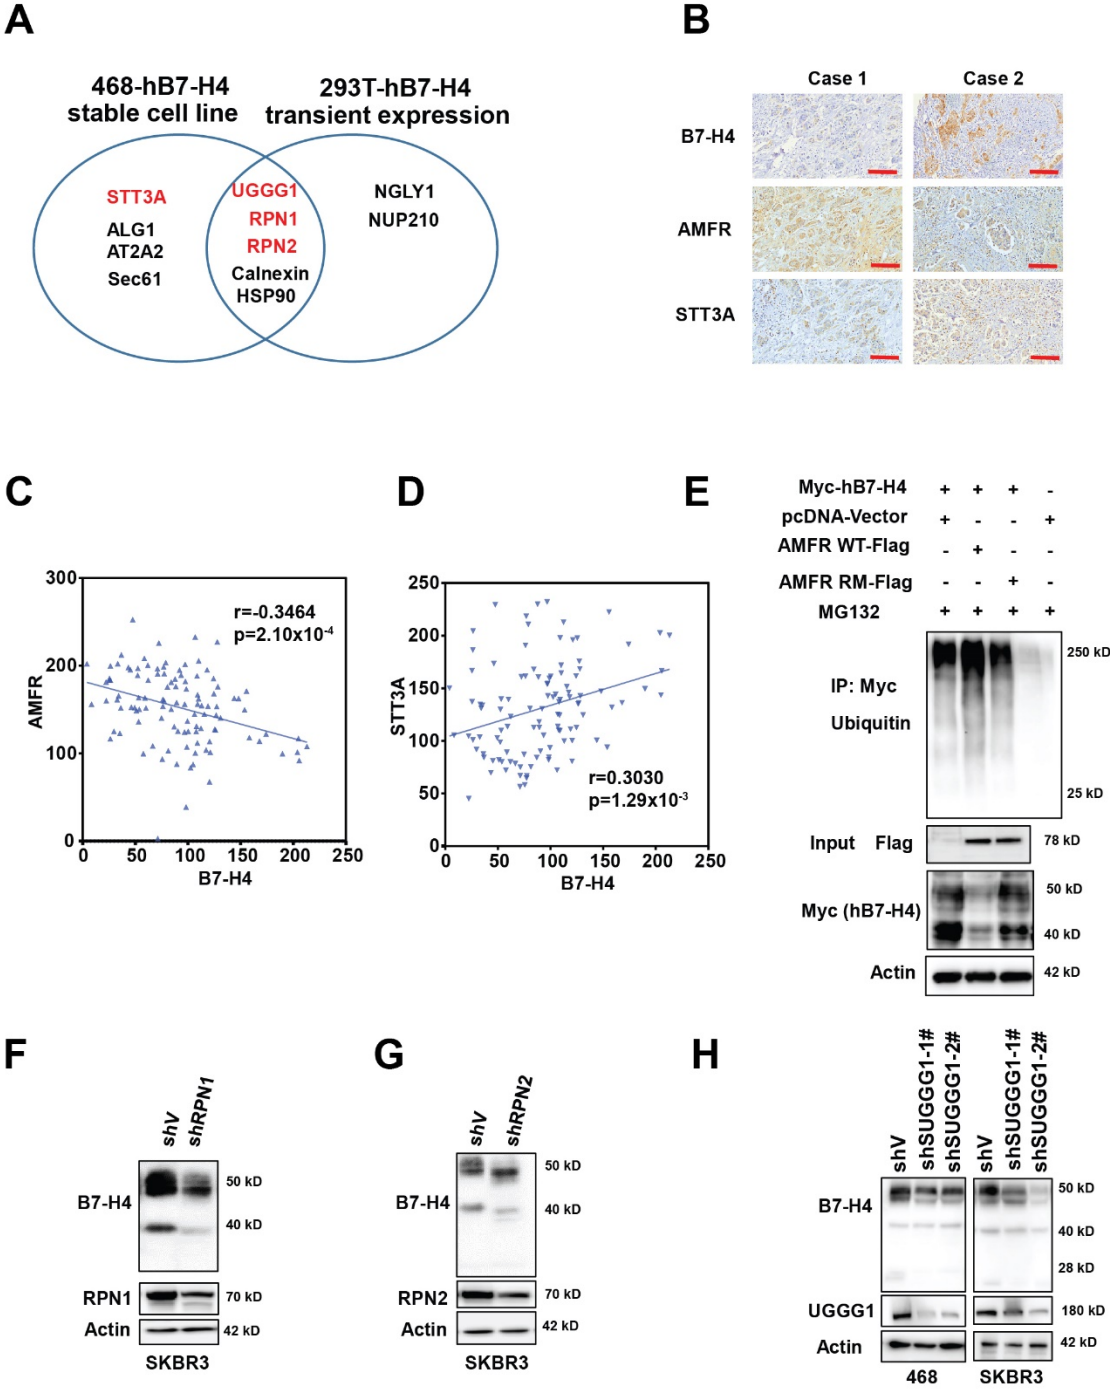 A
468-hB7-H4
stable cell line
293T-hB7-H4
transient expression
STT3A
ALG1
AT2A2
Sec61
UGGG1
RPN1
RPN2
Calnexin
HSP90
NGLY1
NUP210
B
Case 1
Case 2
B7-H4
AMFR
STT3A
C
300
200
100
0
0
50
100
150
200
250
AMFR
B7-H4
r=-0.3464
p=2.10x10-4
D
250
200
150
100
50
0
0
50
100
150
200
250
STT3A
B7-H4
r=0.3030
p=1.29x10-3
E
Myc-hB7-H4 + + + -
pcDNA-Vector + - - +
AMFR WT-Flag - + - -
AMFR RM-Flag - - + -
MG132 + + + +
IP: Myc
Ubiquitin
250 kD
25 kD
Input Flag
78 kD
Myc (hB7-H4)
50 kD
40 kD
Actin
42 kD
F
shV
shRPN1
B7-H4
50 kD
40 kD
RPN1
70 kD
Actin
42 kD
SKBR3
G
shV
shRPN2
B7-H4
50 kD
40 kD
RPN2
70 kD
Actin
42 kD
SKBR3
H
shV
shSUGGG1-1#
shSUGGG1-2#
shV
shSUGGG1-1#
shSUGGG1-2#
B7-H4
50 kD
40 kD
28 kD
UGGG1
180 kD
Actin
42 kD
468
SKBR3